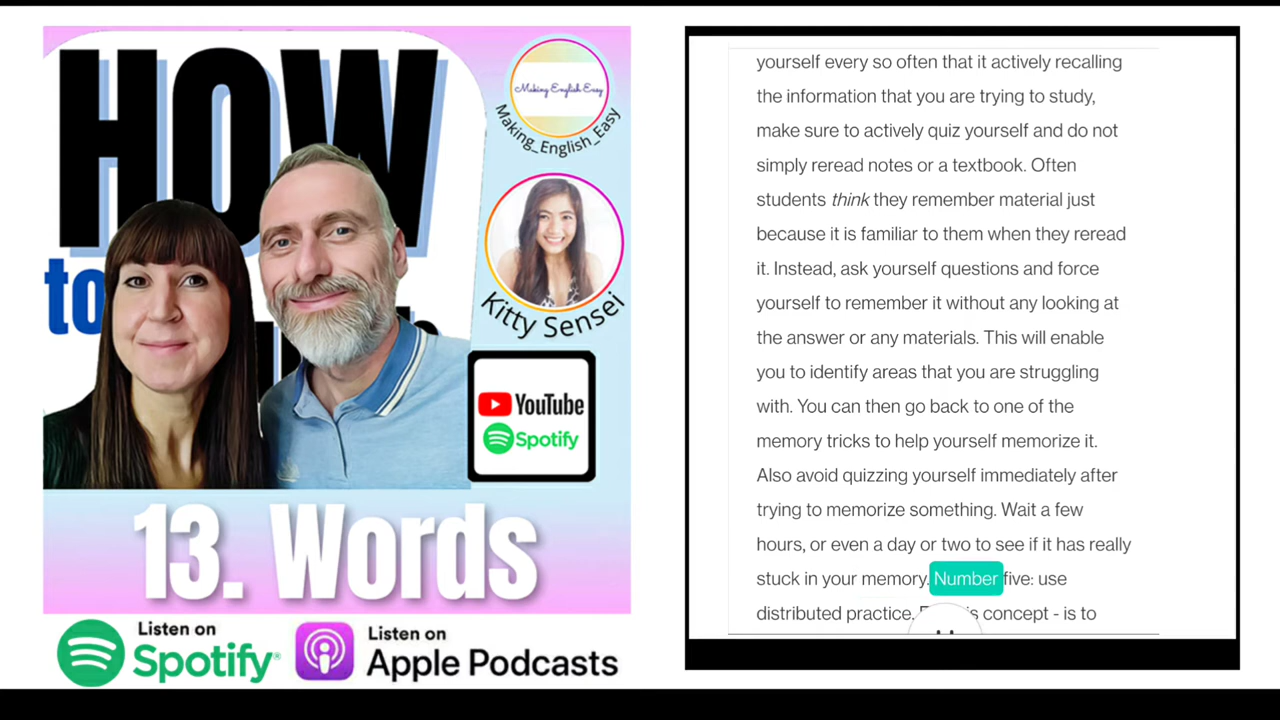 HOW
to
Making English Easy
Making_English_Easy
Kitty Sensei
YouTube
Spotify
13. Words
Listen on
Spotify
Listen on
Apple Podcasts
yourself every so often that it actively recalling
the information that you are trying to study,
make sure to actively quiz yourself and do not
simply reread notes or a textbook. Often
students think they remember material just
because it is familiar to them when they reread
it. Instead, ask yourself questions and force
yourself to remember it without any looking at
the answer or any materials. This will enable
you to identify areas that you are struggling
with. You can then go back to one of the
memory tricks to help yourself memorize it.
Also avoid quizzing yourself immediately after
trying to memorize something. Wait a few
hours, or even a day or two to see if it has really
stuck in your memory. Number five: use
distributed practice. concept - is to